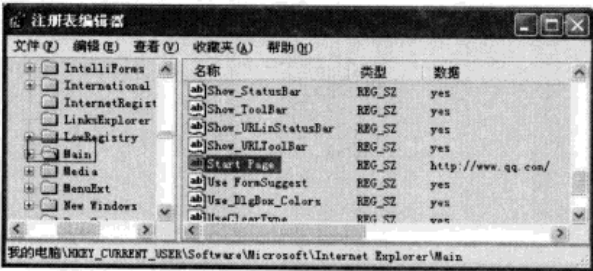 注册表编辑器
文件(F) 编辑(E) 查看(V) 收藏夹(A) 帮助(H)
IntelliForms
International
InternetRegist
LinksExplorer
LowRegistry
Main
Media
MenuExt
New Windows
名称 类型 数据
Show_StatusBar REG_SZ yes
Show_ToolBar REG_SZ yes
Show_URLinStatusBar REG_SZ yes
Show_URLToolBar REG_SZ yes
Start Page REG_SZ http://www.qq.com/
Use FormSuggest REG_SZ yes
Use_DlgBox_Colors REG_SZ yes
UseClearType REG_SZ yes
我的电脑\HKEY_CURRENT_USER\Software\Microsoft\Internet Explorer\Main